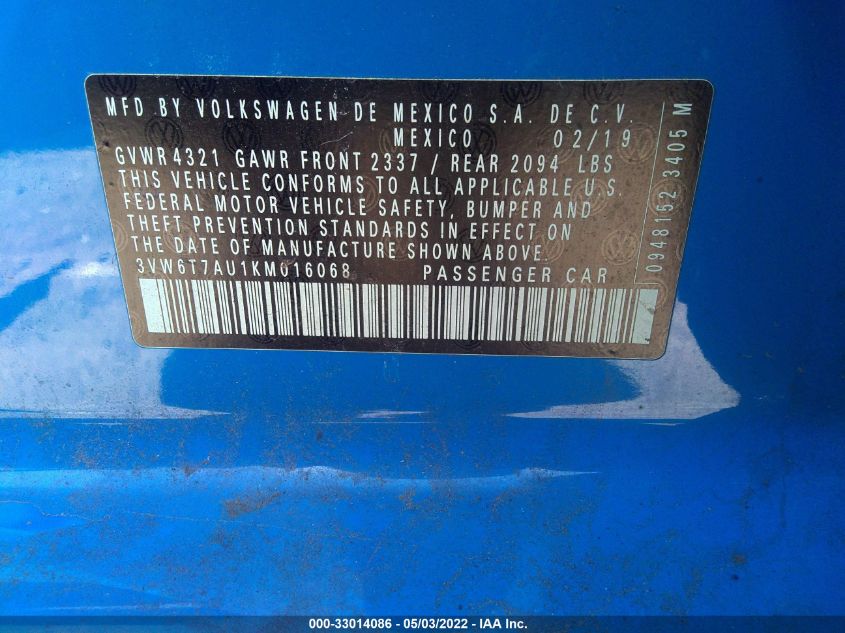 MFD BY VOLKSWAGEN DE MEXICO S.A. DE C.V.
MEXICO 02/19
GVWR 4321 GAWR FRONT 2337 / REAR 2094 LBS
THIS VEHICLE CONFORMS TO ALL APPLICABLE U.S.
FEDERAL MOTOR VEHICLE SAFETY, BUMPER AND
THEFT PREVENTION STANDARDS IN EFFECT ON
THE DATE OF MANUFACTURE SHOWN ABOVE.
3VW6T7AU1KM016068 PASSENGER CAR
0948152 3405 M
000-33014086 - 05/03/2022 - IAA Inc.